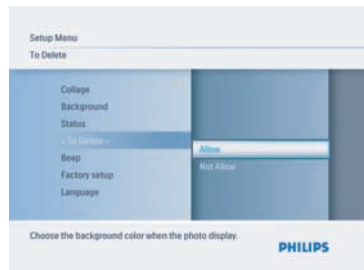 Setup Menu
To Delete
Collage
Background
Status
‹ To Delete ›
Beep
Factory setup
Language
Allow
Not Allow
Choose the background color when the photo display.
PHILIPS